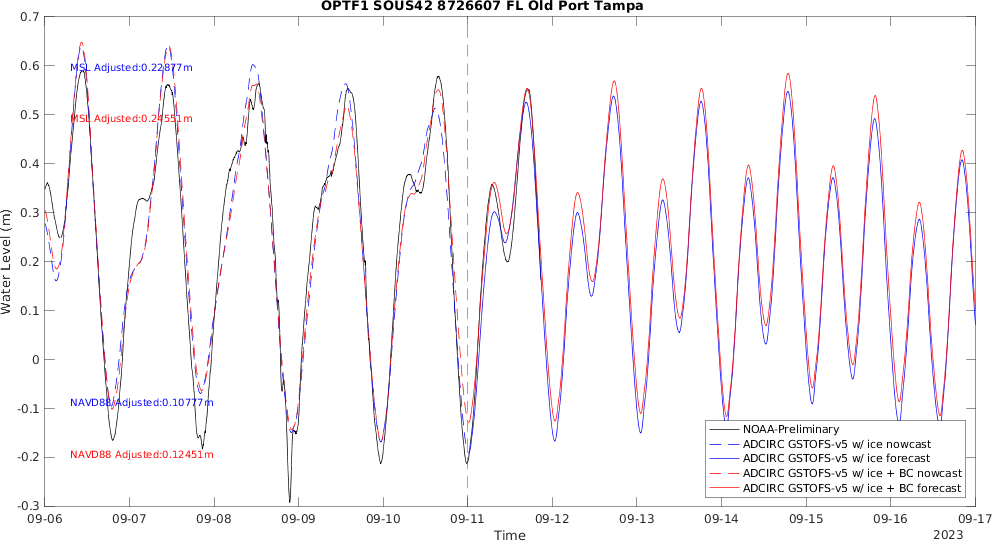 OPTF1 SOUS42 8726607 FL Old Port Tampa
0.7
0.6
0.5
0.4
0.3
0.2
0.1
0
-0.1
-0.2
-0.3
Water Level (m)
MSL Adjusted:0.22877m
MSL Adjusted:0.24551m
NAVD88 Adjusted:0.10777m
NAVD88 Adjusted:0.12451m
NOAA-Preliminary
ADCIRC GSTOFS-v5 w/ ice nowcast
ADCIRC GSTOFS-v5 w/ ice forecast
ADCIRC GSTOFS-v5 w/ ice + BC nowcast
ADCIRC GSTOFS-v5 w/ ice + BC forecast
09-06 09-07 09-08 09-09 09-10 09-11 09-12 09-13 09-14 09-15 09-16 09-17
Time
2023